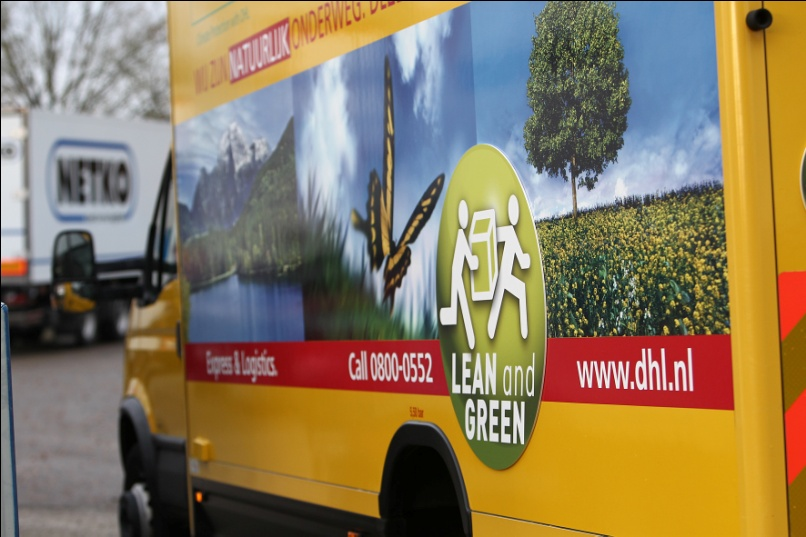 WIJ ZIJN NATUURLIJK ONDERWEG.
NETKO
Express & Logistics.
Call 0800-0552
www.dhl.nl
LEAN and
GREEN